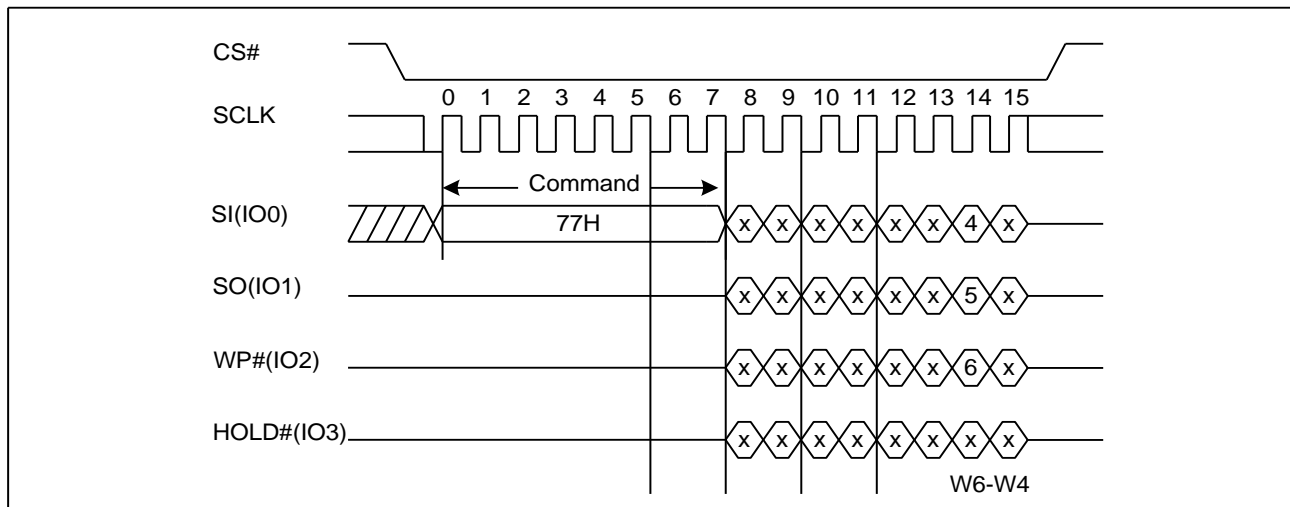 CS#
0 1 2 3 4 5 6 7 8 9 10 11 12 13 14 15
SCLK
Command
SI(IO0) 77H x x x x x x 4 x
SO(IO1) x x x x x x 5 x
WP#(IO2) x x x x x x 6 x
HOLD#(IO3) x x x x x x x x
W6-W4